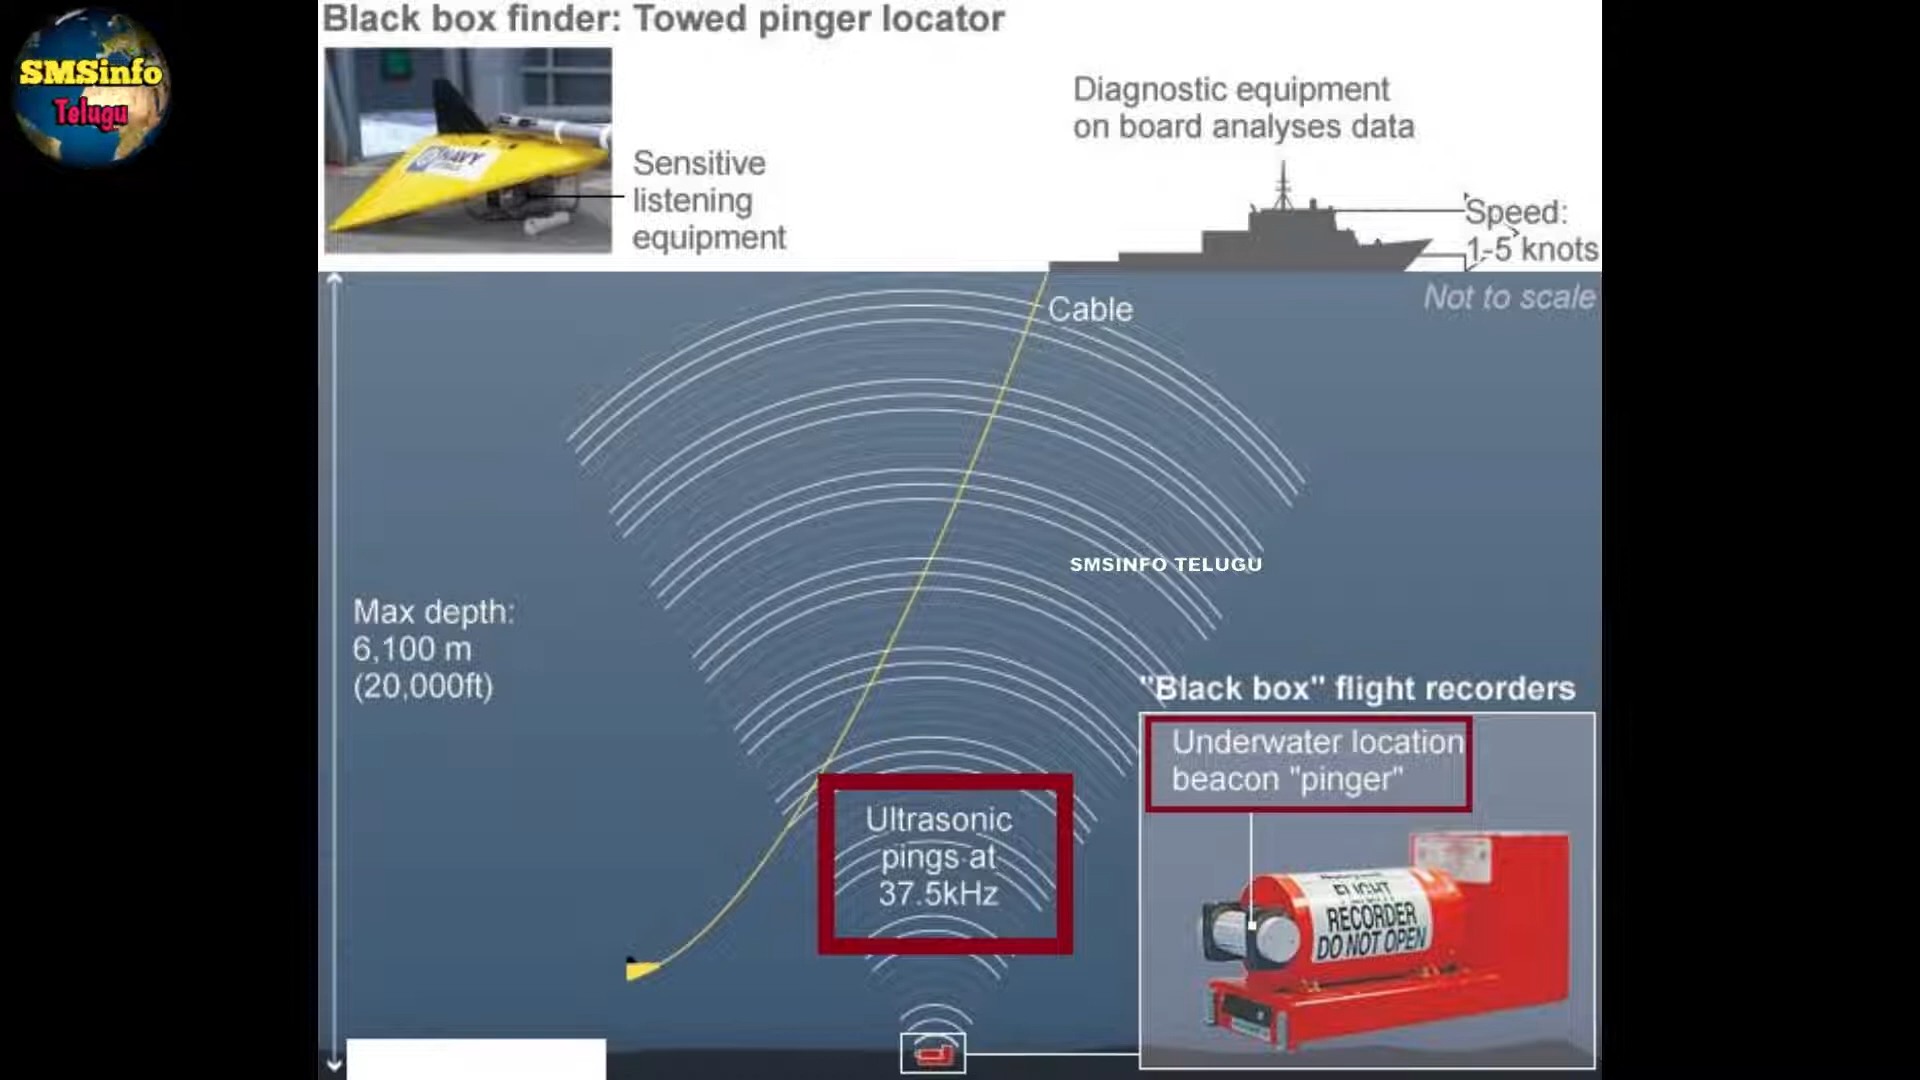 Black box finder: Towed pinger locator
SMSinfo
Telugu
NAVY
Sensitive
listening
equipment
Diagnostic equipment
on board analyses data
Speed:
1-5 knots
Not to scale
Cable
SMSINFO TELUGU
Max depth:
6,100 m
(20,000ft)
"Black box" flight recorders
Underwater location
beacon "pinger"
Ultrasonic
pings at
37.5kHz
FLIGHT
RECORDER
DO NOT OPEN